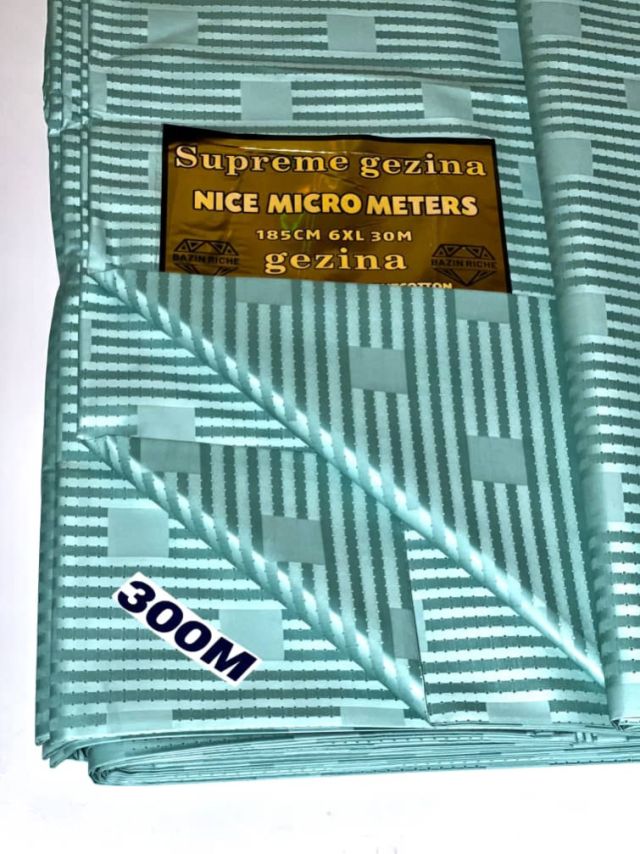 Supreme gezina
NICE MICRO METERS
185CM 6XL 30M
gezina
BAZIN RICHE
BAZIN RICHE
300M